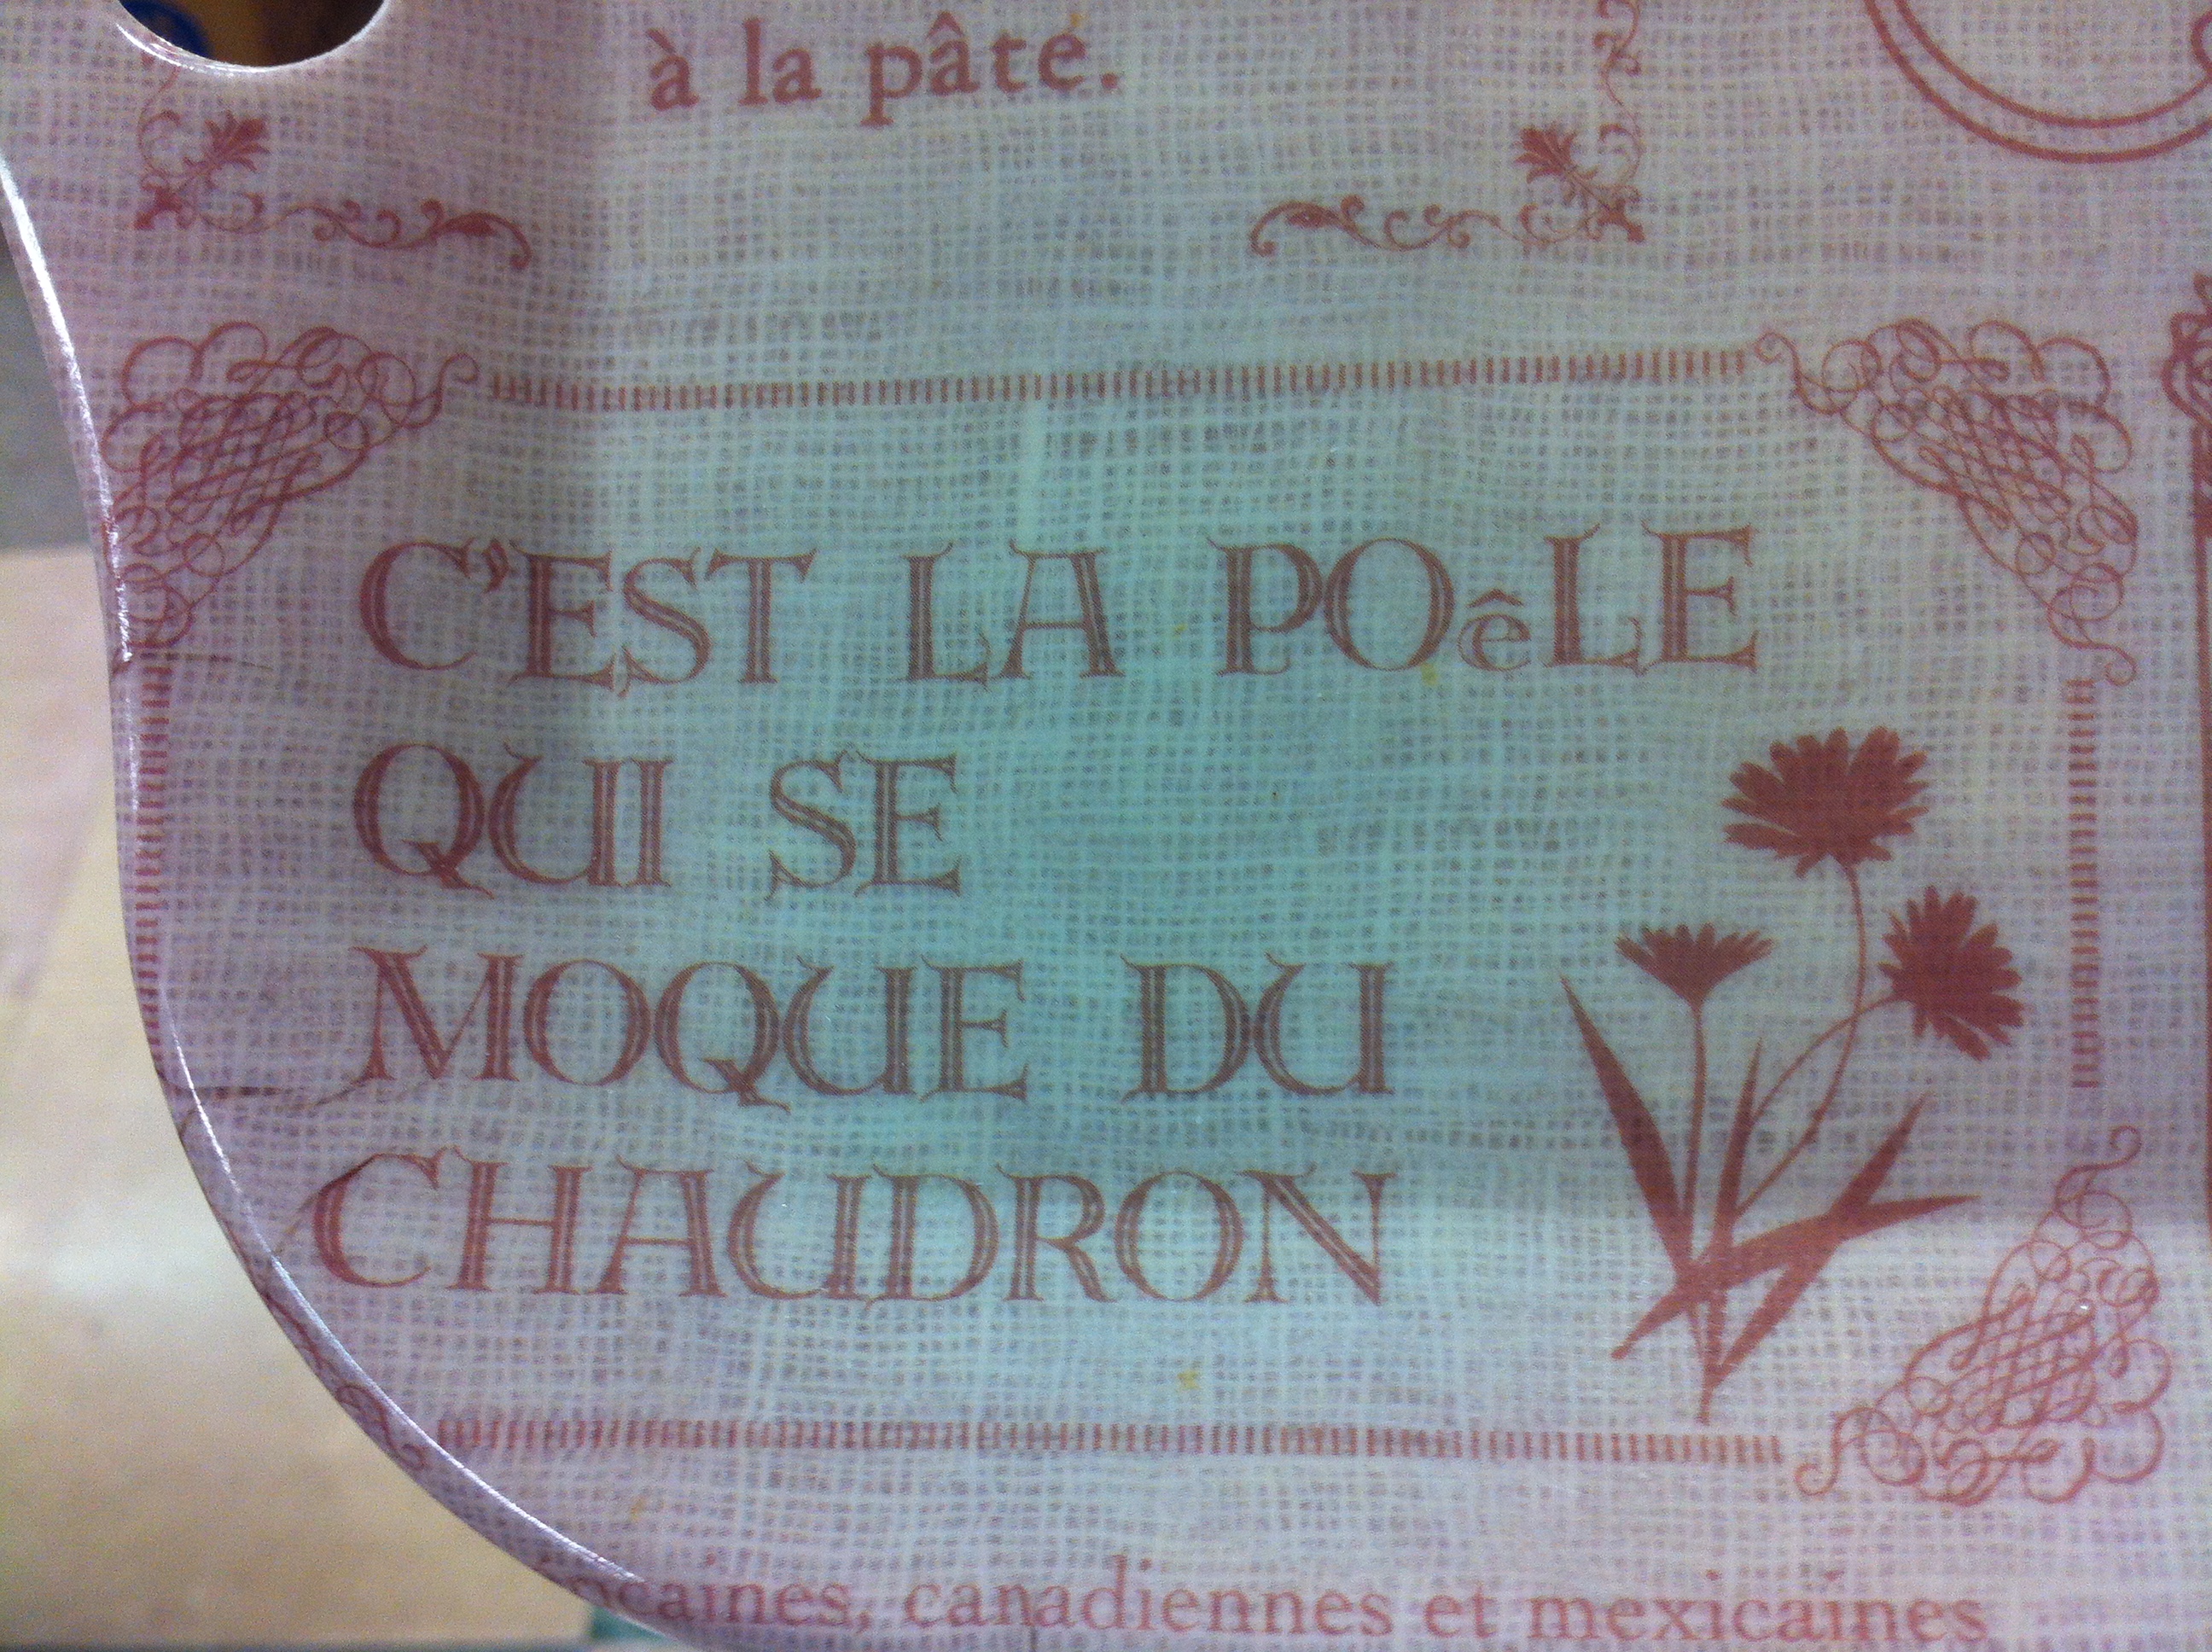 à la pâte.
C'EST LA POêLE
QUI SE
MOQUE DU
CHAUDRON
canadiennes et mexicaines